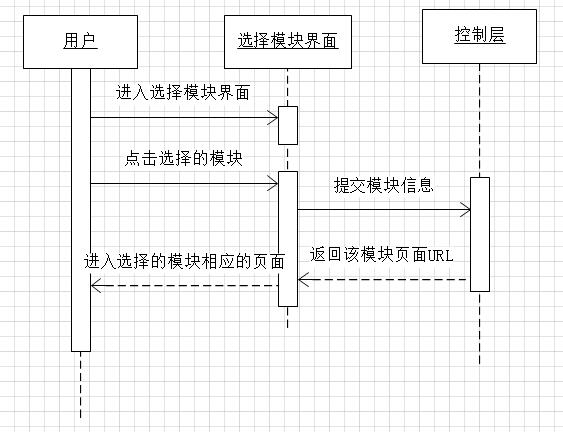 用户
选择模块界面
控制层
进入选择模块界面
点击选择的模块
提交模块信息
返回该模块页面URL
进入选择的模块相应的页面